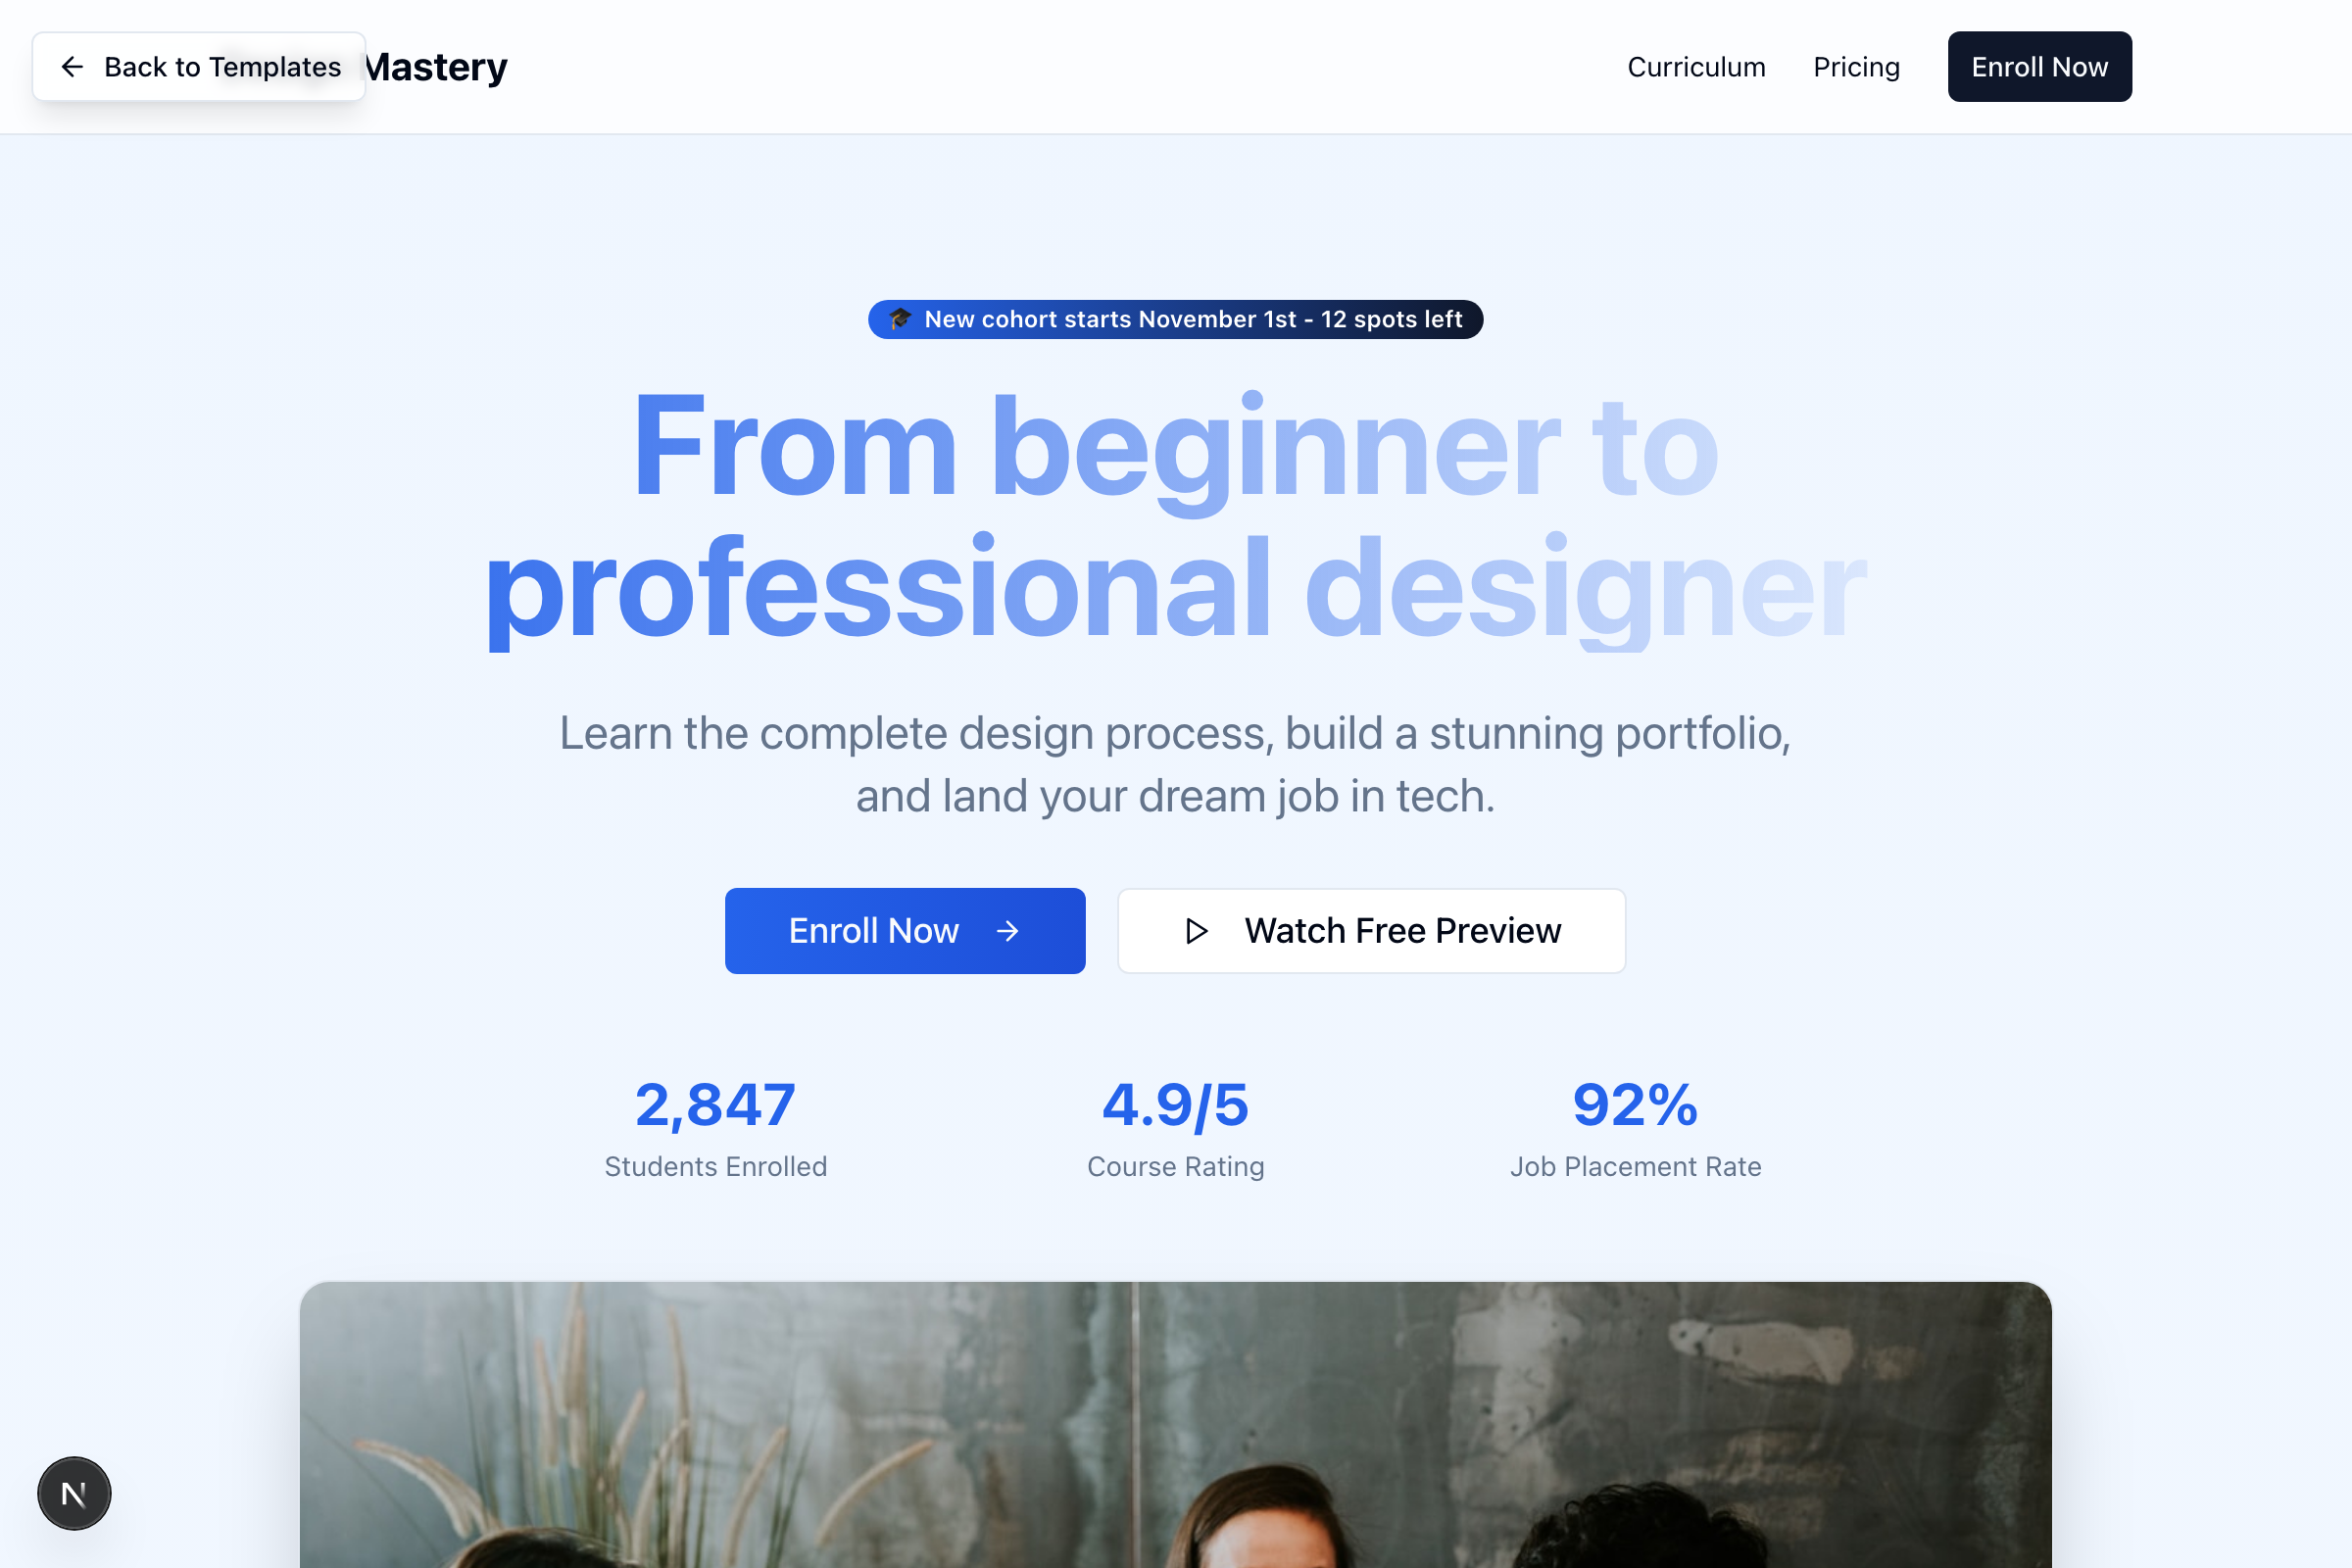 Back to Templates
Mastery
Curriculum
Pricing
Enroll Now
🎓 New cohort starts November 1st - 12 spots left
From beginner to
professional designer
Learn the complete design process, build a stunning portfolio,
and land your dream job in tech.
Enroll Now
Watch Free Preview
2,847
4.9/5
92%
Students Enrolled
Course Rating
Job Placement Rate
N